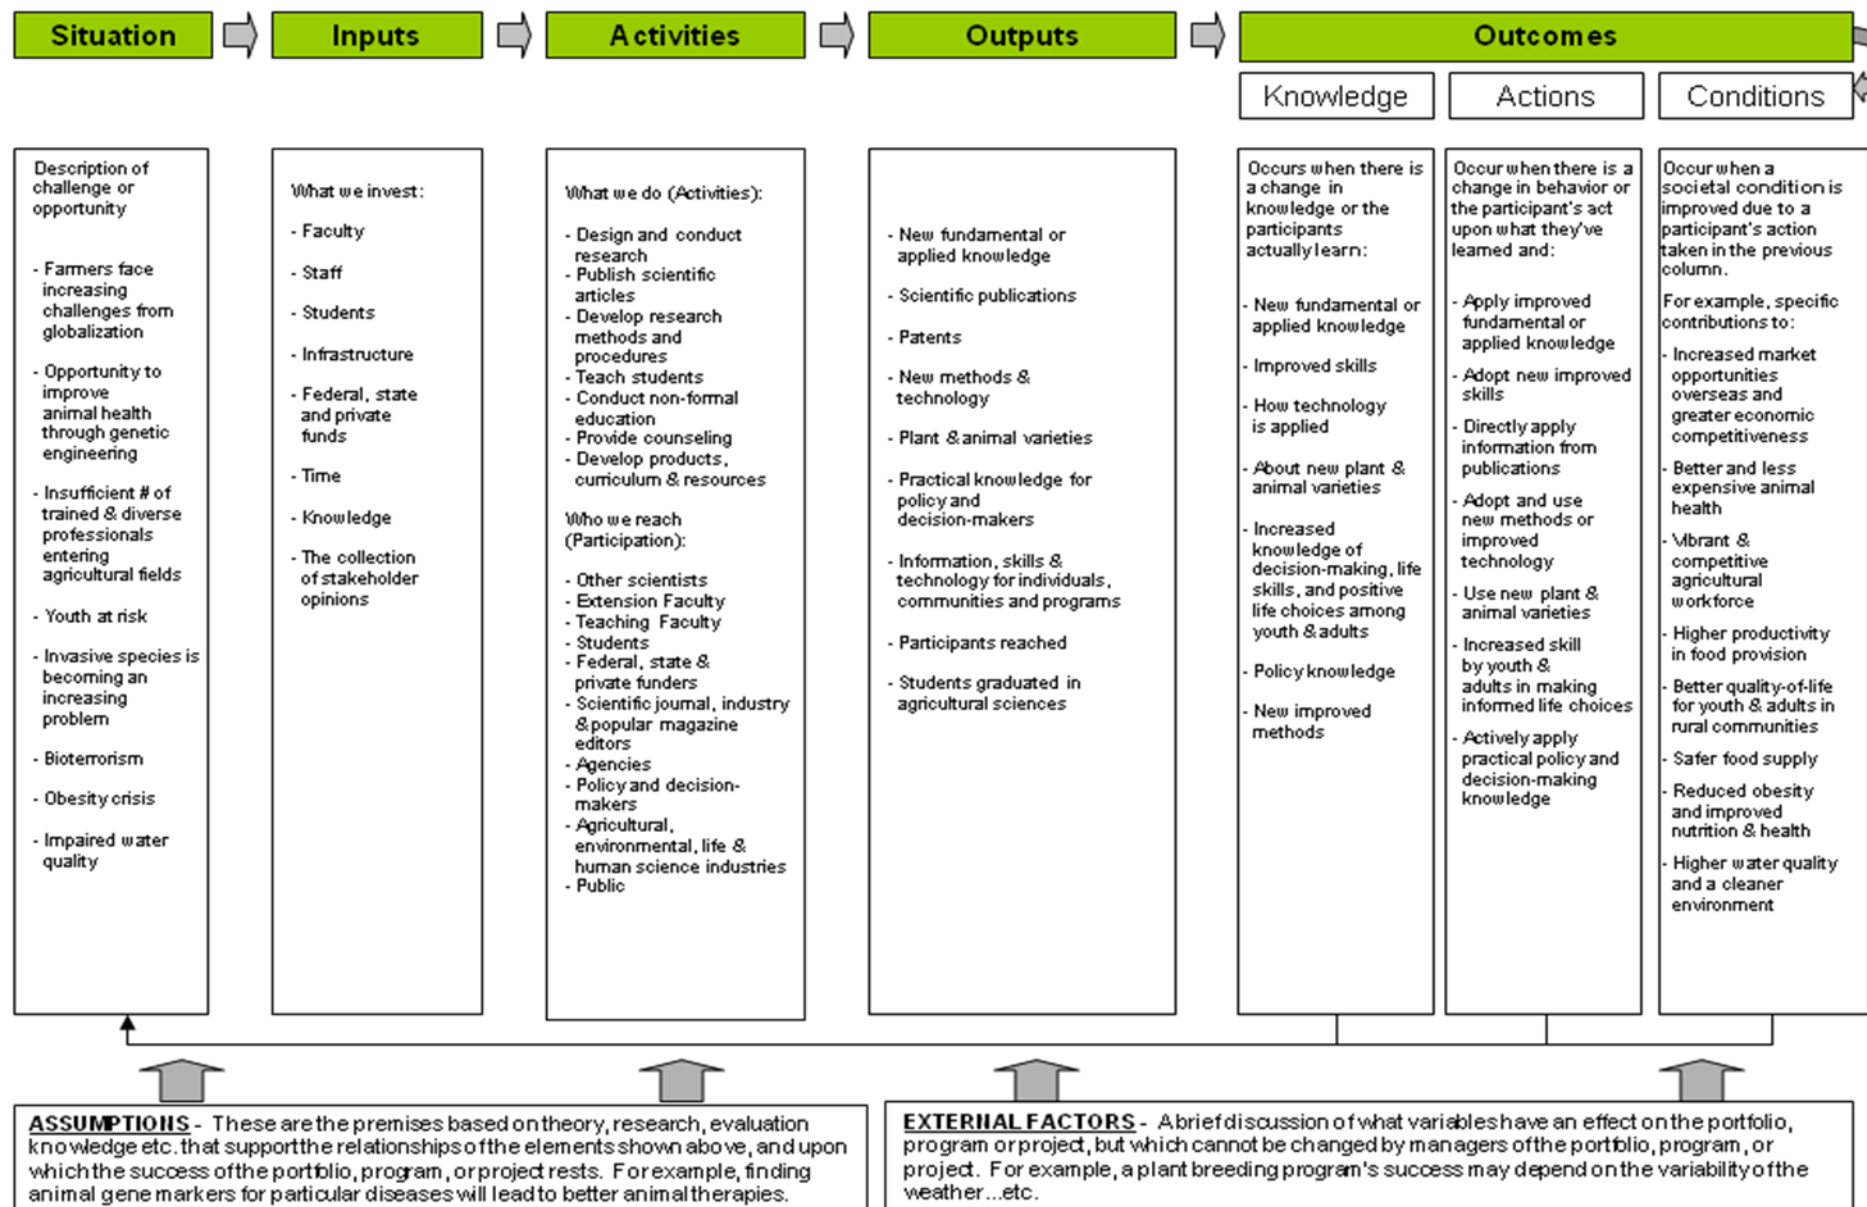 Situation
Inputs
Activities
Outputs
Outcomes
Knowledge
Actions
Conditions
Description of
challenge or
opportunity
- Farmers face
increasing
challenges from
globalization
- Opportunity to
improve
animal health
through genetic
engineering
- Insufficient # of
trained & diverse
professionals
entering
agricultural fields
- Youth at risk
- Invasive species is
becoming an
increasing
problem
- Bioterrorism
- Obesity crisis
- Impaired water
quality
What we invest:
- Faculty
- Staff
- Students
- Infrastructure
- Federal, state
and private
funds
- Time
- Knowledge
- The collection
of stakeholder
opinions
What we do (Activities):
- Design and conduct
research
- Publish scientific
articles
- Develop research
methods and
procedures
- Teach students
- Conduct non-formal
education
- Provide counseling
- Develop products,
curriculum & resources
Who we reach
(Participation):
- Other scientists
- Extension Faculty
- Teaching Faculty
- Students
- Federal, state &
private funders
- Scientific journal, industry
& popular magazine
editors
- Agencies
- Policy and decision-
makers
- Agricultural,
environmental, life &
human science industries
- Public
- New fundamental or
applied knowledge
- Scientific publications
- Patents
- New methods &
technology
- Plant & animal varieties
- Practical knowledge for
policy and
decision-makers
- Information, skills &
technology for individuals,
communities and programs
- Participants reached
- Students graduated in
agricultural sciences
Occurs when there is
a change in
knowledge or the
participants
actually learn:
- New fundamental or
applied knowledge
- Improved skills
- How technology
is applied
- About new plant &
animal varieties
- Increased
knowledge of
decision-making, life
skills, and positive
life choices among
youth & adults
- Policy knowledge
- New improved
methods
Occur when there is a
change in behavior or
the participant's act
upon what they've
learned and:
- Apply improved
fundamental or
applied knowledge
- Adopt new improved
skills
- Directly apply
information from
publications
- Adopt and use
new methods or
improved
technology
- Use new plant &
animal varieties
- Increased skill
by youth &
adults in making
informed life choices
- Actively apply
practical policy and
decision-making
knowledge
Occur when a
societal condition is
improved due to a
participant's action
taken in the previous
column.
For example, specific
contributions to:
- Increased market
opportunities
overseas and
greater economic
competitiveness
- Better and less
expensive animal
health
- Vibrant &
competitive
agricultural
workforce
- Higher productivity
in food provision
- Better quality-of-life
for youth & adults in
rural communities
- Safer food supply
- Reduced obesity
and improved
nutrition & health
- Higher water quality
and a cleaner
environment
ASSUMPTIONS - These are the premises based on theory, research, evaluation
knowledge etc. that support the relationships of the elements shown above, and upon
which the success of the portfolio, program, or project rests. For example, finding
animal gene markers for particular diseases will lead to better animal therapies.
EXTERNAL FACTORS - A brief discussion of what variables have an effect on the portfolio,
program or project, but which cannot be changed by managers of the portfolio, program, or
project. For example, a plant breeding program's success may depend on the variability of the
weather...etc.